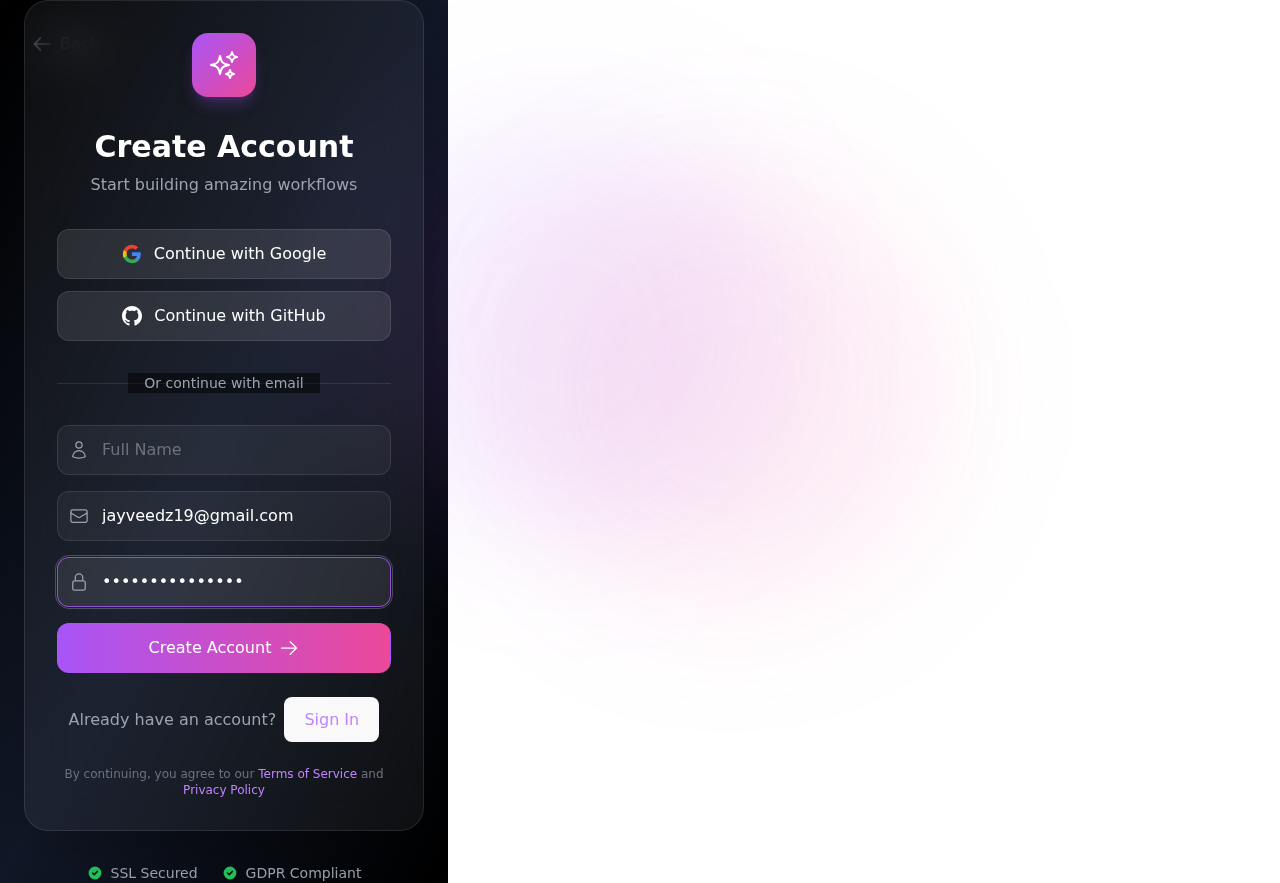 Back
Create Account
Start building amazing workflows
Continue with Google
Continue with GitHub
Or continue with email
Full Name
jayveedz19@gmail.com
•••••••••••••••
Create Account
Already have an account? Sign In
By continuing, you agree to our Terms of Service and
Privacy Policy
SSL Secured GDPR Compliant